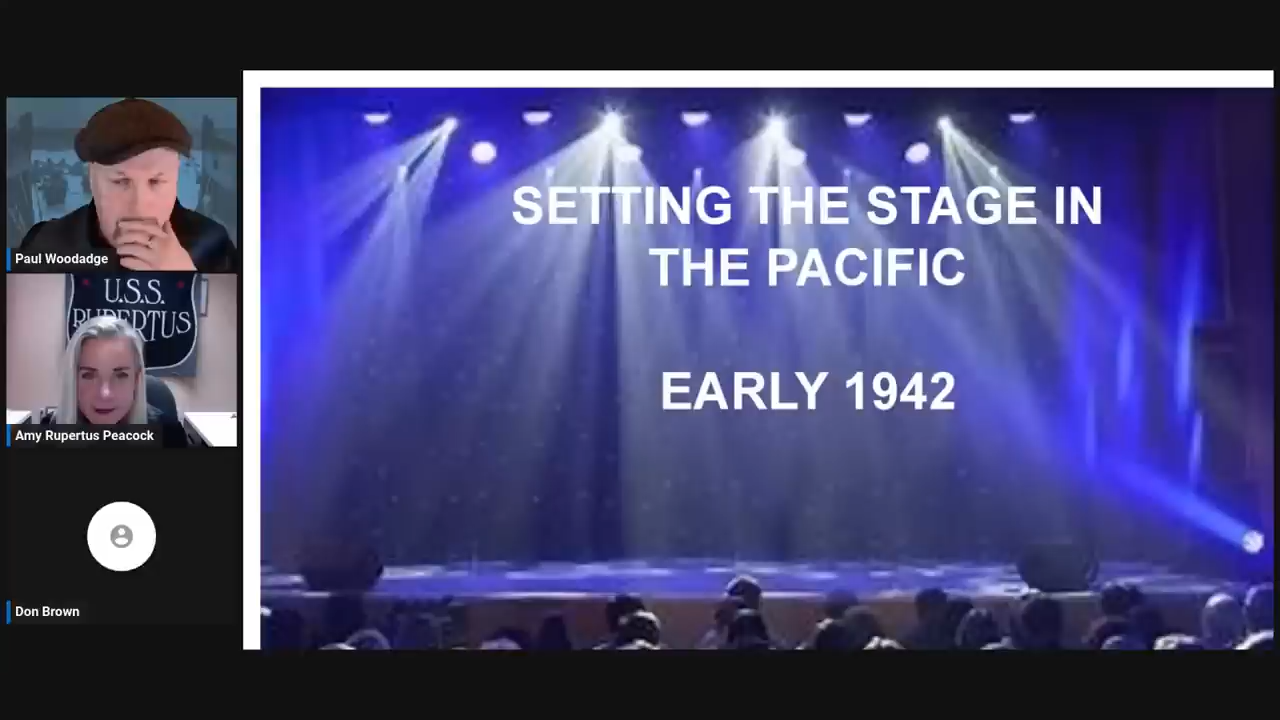 Paul Woodadge
U.S.S.
RUPERTUS
Amy Rupertus Peacock
Don Brown
SETTING THE STAGE IN
THE PACIFIC
EARLY 1942